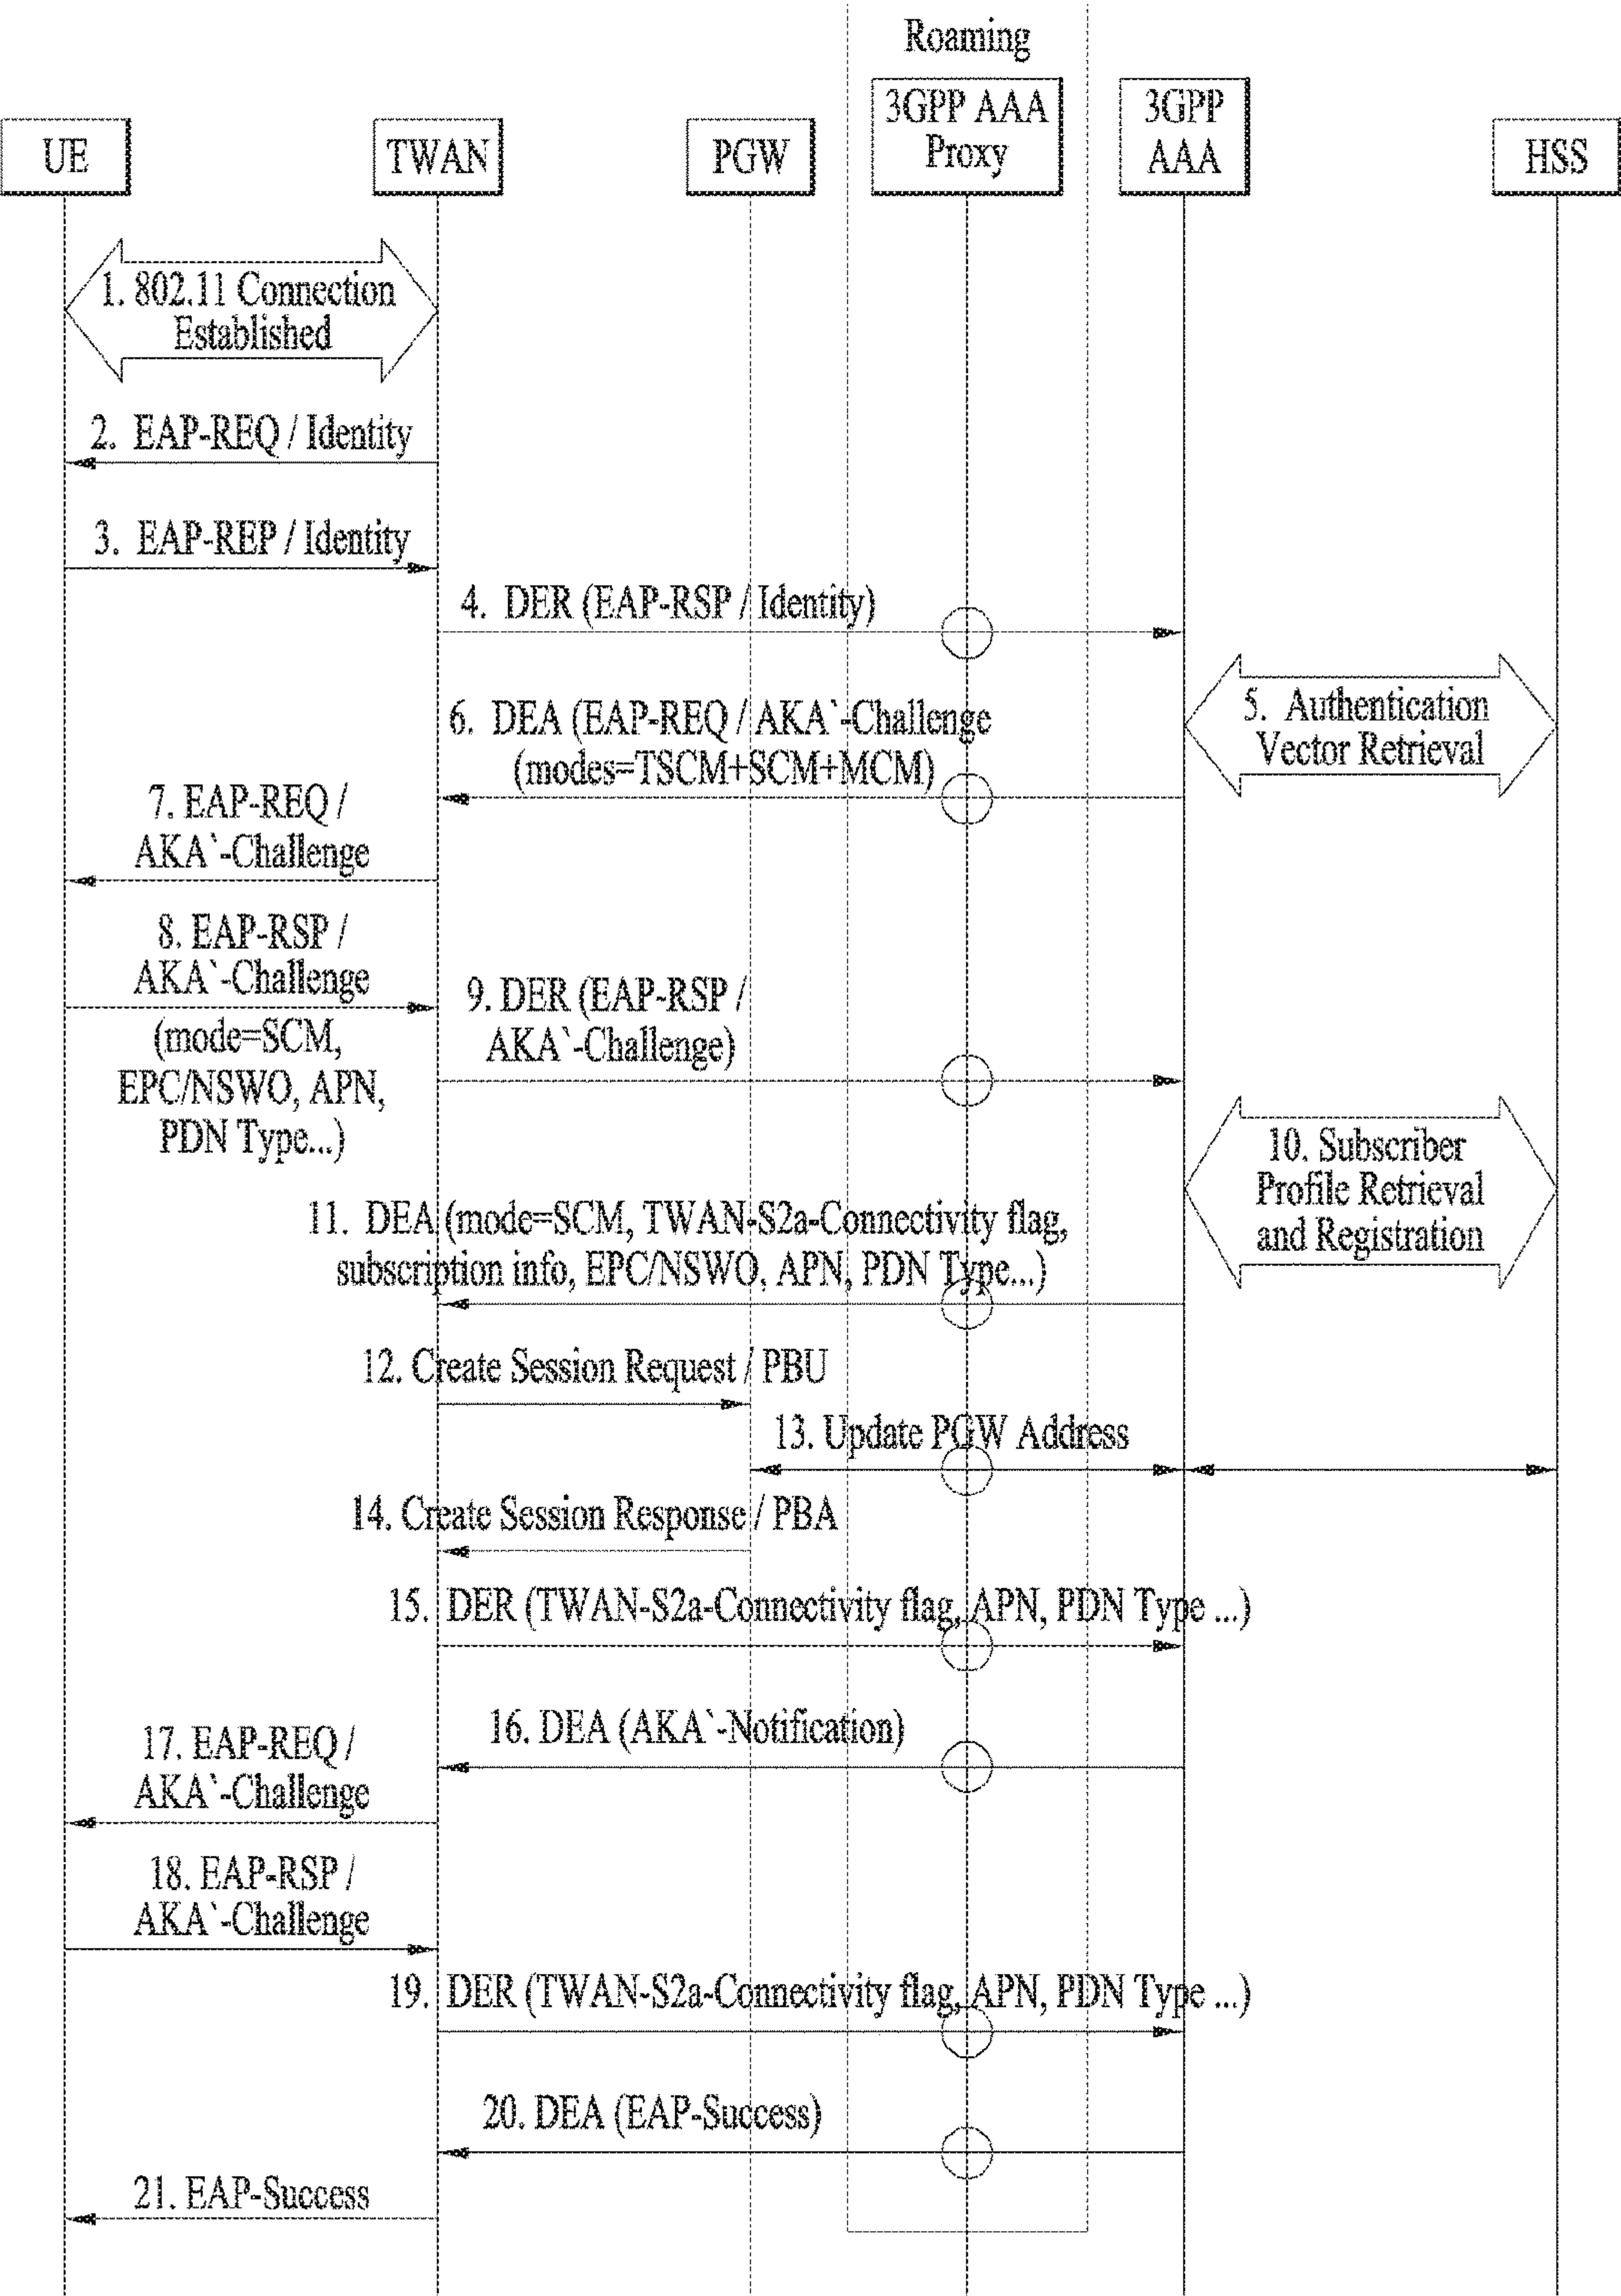 Roaming
UE
TWAN
PGW
3GPP AAA
Proxy
3GPP
AAA
HSS
1. 802.11 Connection
Established
2. EAP-REQ / Identity
3. EAP-REP / Identity
4. DER (EAP-RSP / Identity)
5. Authentication
Vector Retrieval
6. DEA (EAP-REQ / AKA`-Challenge
(modes=TSCM+SCM+MCM)
7. EAP-REQ /
AKA`-Challenge
8. EAP-RSP /
AKA`-Challenge
(mode=SCM,
EPC/NSWO, APN,
PDN Type...)
9. DER (EAP-RSP /
AKA`-Challenge)
10. Subscriber
Profile Retrieval
and Registration
11. DEA (mode=SCM, TWAN-S2a-Connectivity flag,
subscription info, EPC/NSWO, APN, PDN Type...)
12. Create Session Request / PBU
13. Update PGW Address
14. Create Session Response / PBA
15. DER (TWAN-S2a-Connectivity flag, APN, PDN Type ...)
16. DEA (AKA`-Notification)
17. EAP-REQ /
AKA`-Challenge
18. EAP-RSP /
AKA`-Challenge
19. DER (TWAN-S2a-Connectivity flag, APN, PDN Type ...)
20. DEA (EAP-Success)
21. EAP-Success